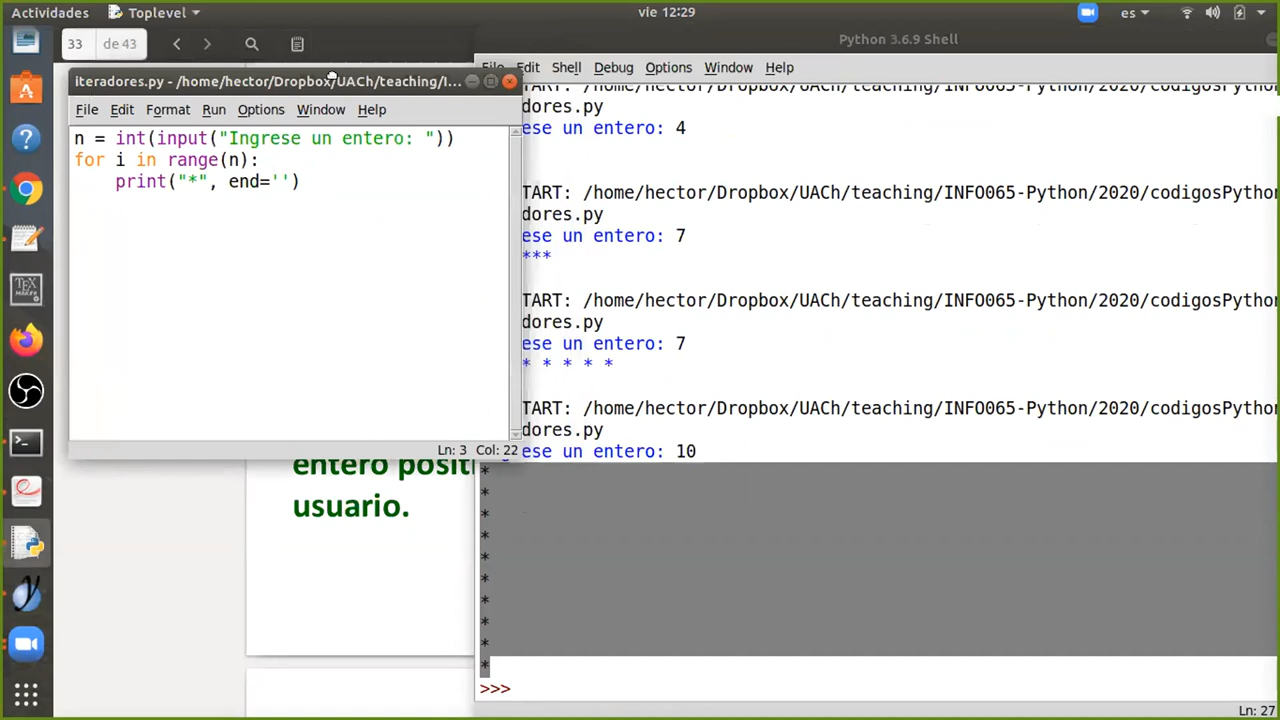 Actividades
Toplevel
vie 12:29
es
33
de 43
iteradores.py - /home/hector/Dropbox/UACh/teaching/I...
File Edit Format Run Options Window Help
n = int(input("Ingrese un entero: "))
for i in range(n):
    print("*", end='')
Ln: 3 Col: 22
entero posit
usuario.
Python 3.6.9 Shell
File Edit Shell Debug Options Window Help
dores.py
ese un entero: 4
TART: /home/hector/Dropbox/UACh/teaching/INFO065-Python/2020/codigosPython
dores.py
ese un entero: 7
***
TART: /home/hector/Dropbox/UACh/teaching/INFO065-Python/2020/codigosPython
dores.py
ese un entero: 7
* * * * *
TART: /home/hector/Dropbox/UACh/teaching/INFO065-Python/2020/codigosPython
dores.py
ese un entero: 10
*
*
*
*
*
*
*
*
*
*
>>>
Ln: 27